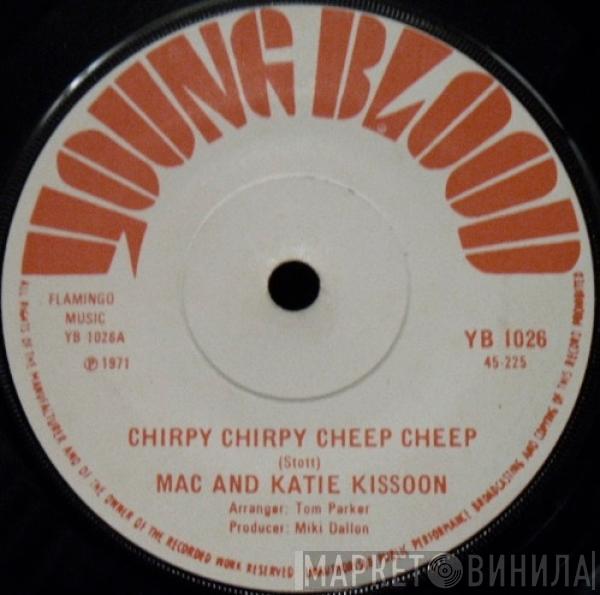 YOUNG BLOOD
FLAMINGO
MUSIC
YB 1026A
℗ 1971
YB 1026
45-225
CHIRPY CHIRPY CHEEP CHEEP
(Stott)
MAC AND KATIE KISSOON
Arranger: Tom Parker
Producer: Miki Dallon
ALL RIGHTS OF THE MANUFACTURER AND OF THE OWNER OF THE RECORDED WORK RESERVED UNAUTHORISED PUBLIC PERFORMANCE BROADCASTING AND COPYING OF THIS RECORD PROHIBITED
МАРКЕТ ВИНИЛА